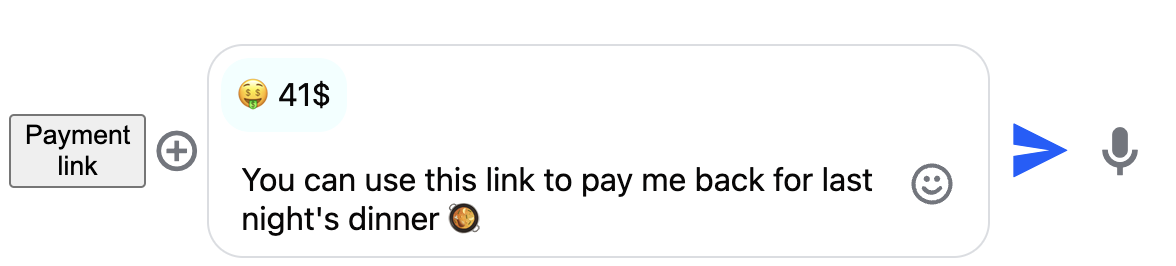 🤑 41$
Payment
link
You can use this link to pay me back for last
night's dinner 🥘